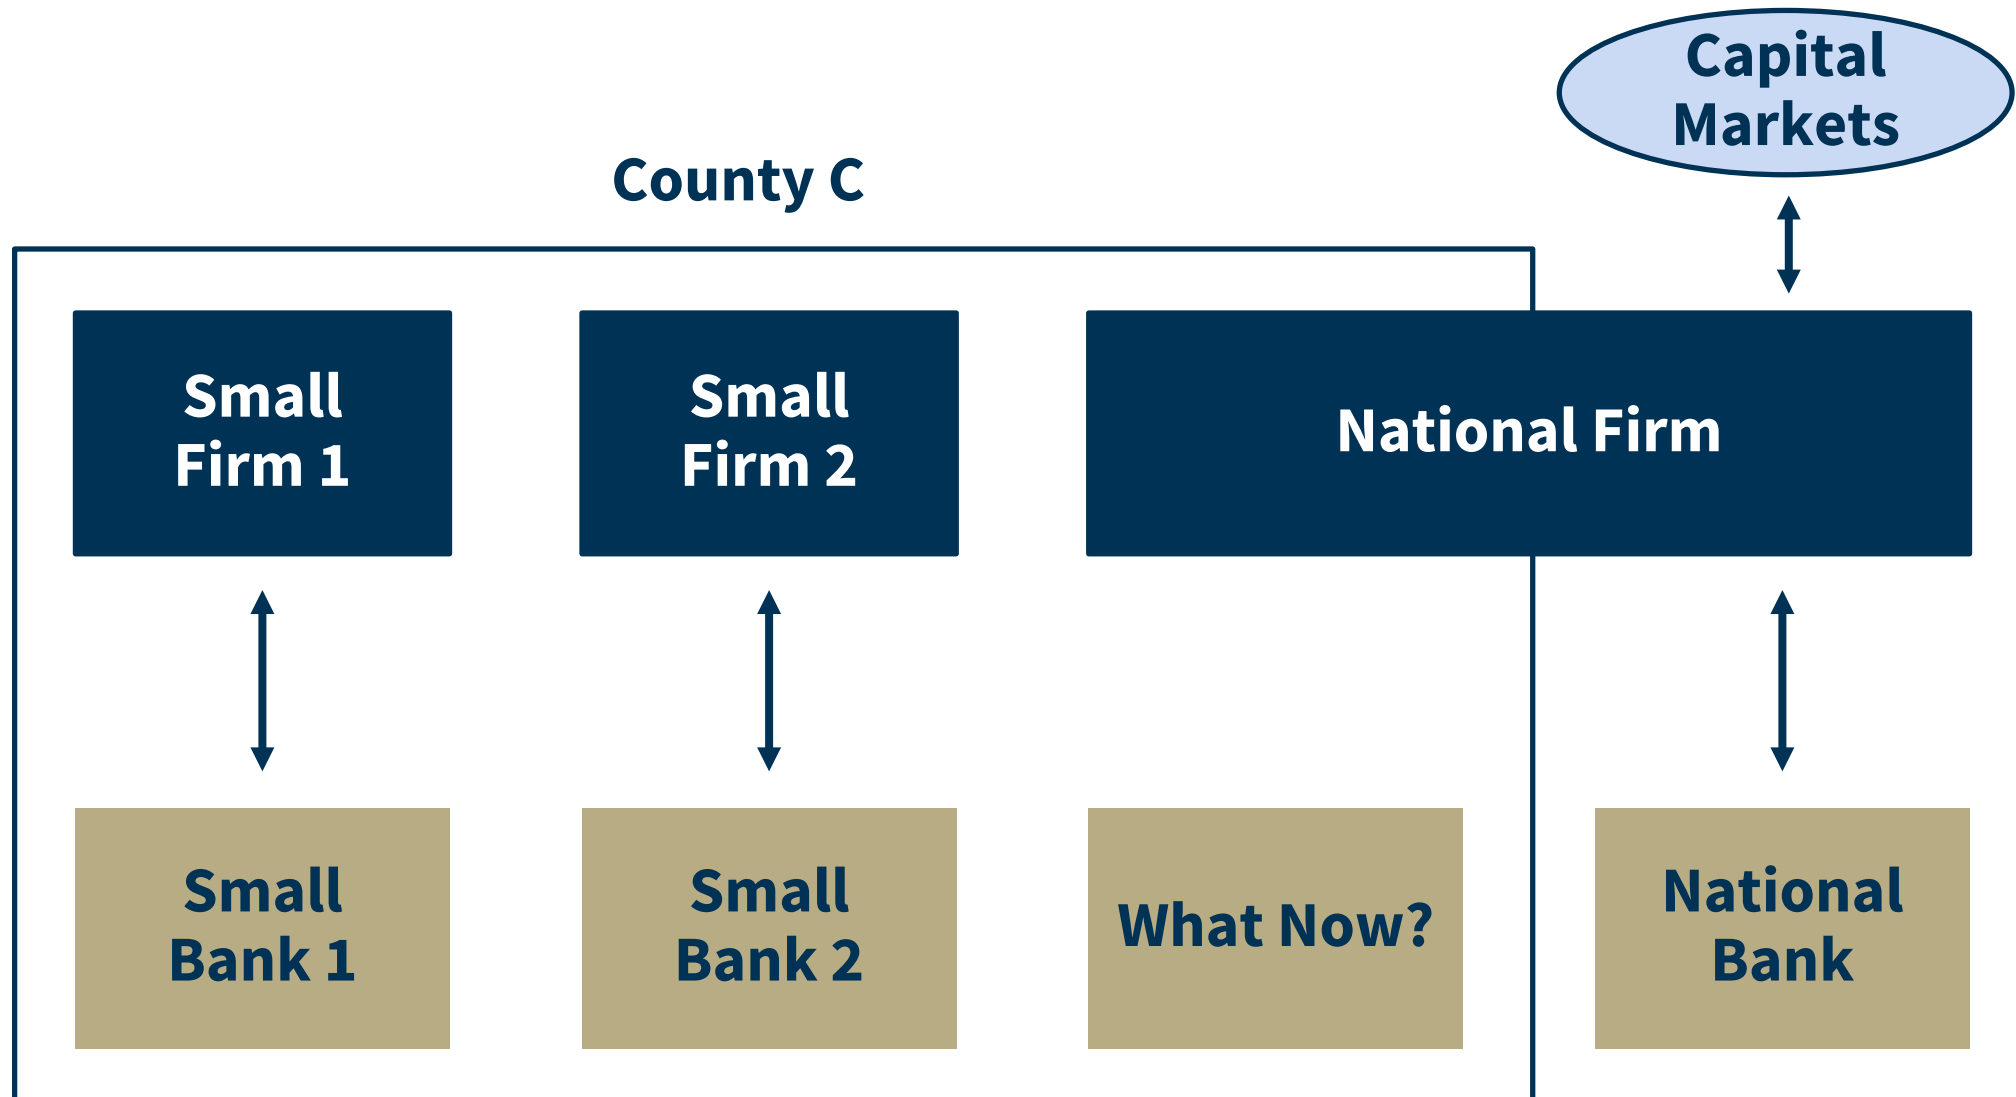 Capital
Markets
County C
Small
Firm 1
Small
Firm 2
National Firm
Small
Bank 1
Small
Bank 2
What Now?
National
Bank